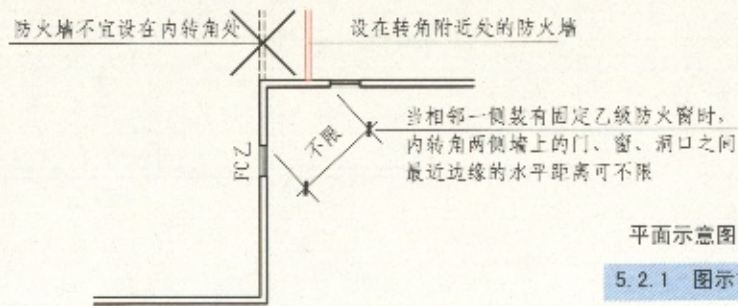 防火墙不宜设在内转角处
设在转角附近处的防火墙
当相邻一侧装有固定乙级防火窗时，
内转角两侧墙上的门、窗、洞口之间
最近边缘的水平距离可不限
不限
FC乙
平面示意图
5.2.1 图示